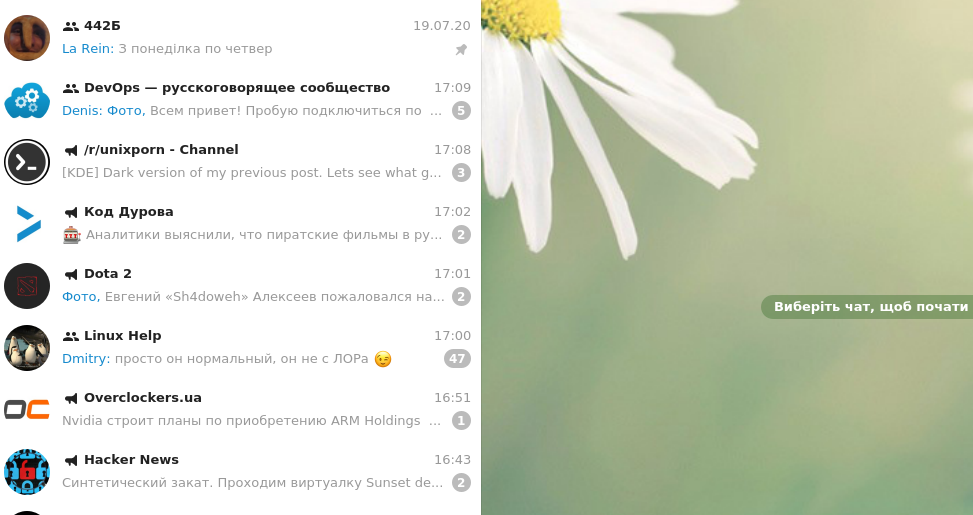 442Б 19.07.20
La Rein: З понеділка по четвер
DevOps — русскоговорящее сообщество 17:09
Denis: Фото, Всем привет! Пробую подключиться по ... 5
/r/unixporn - Channel 17:08
[KDE] Dark version of my previous post. Lets see what g... 3
Код Дурова 17:02
🎰 Аналитики выяснили, что пиратские фильмы в ру... 2
Dota 2 17:01
Фото, Евгений «Sh4doweh» Алексеев пожаловался на... 2
Linux Help 17:00
Dmitry: просто он нормальный, он не с ЛОРа 😉 47
Overclockers.ua 16:51
Nvidia строит планы по приобретению ARM Holdings ... 1
Hacker News 16:43
Синтетический закат. Проходим виртуалку Sunset de... 2
Виберіть чат, щоб почати